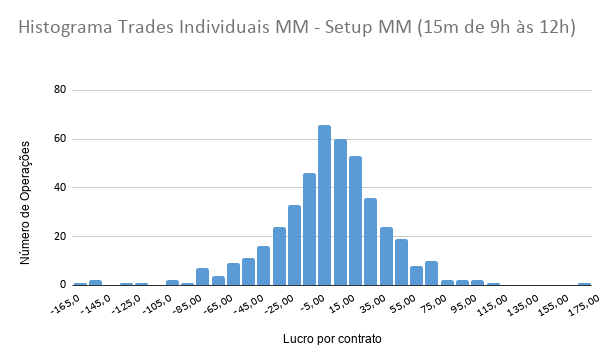 Histograma Trades Individuais MM - Setup MM (15m de 9h às 12h)
80
60
40
20
0
Número de Operações
-165,0 -145,0 -125,0 -105,0 -85,00 -65,00 -45,00 -25,00 -5,00 15,00 35,00 55,00 75,00 95,00 115,00 135,00 155,00 175,00
Lucro por contrato